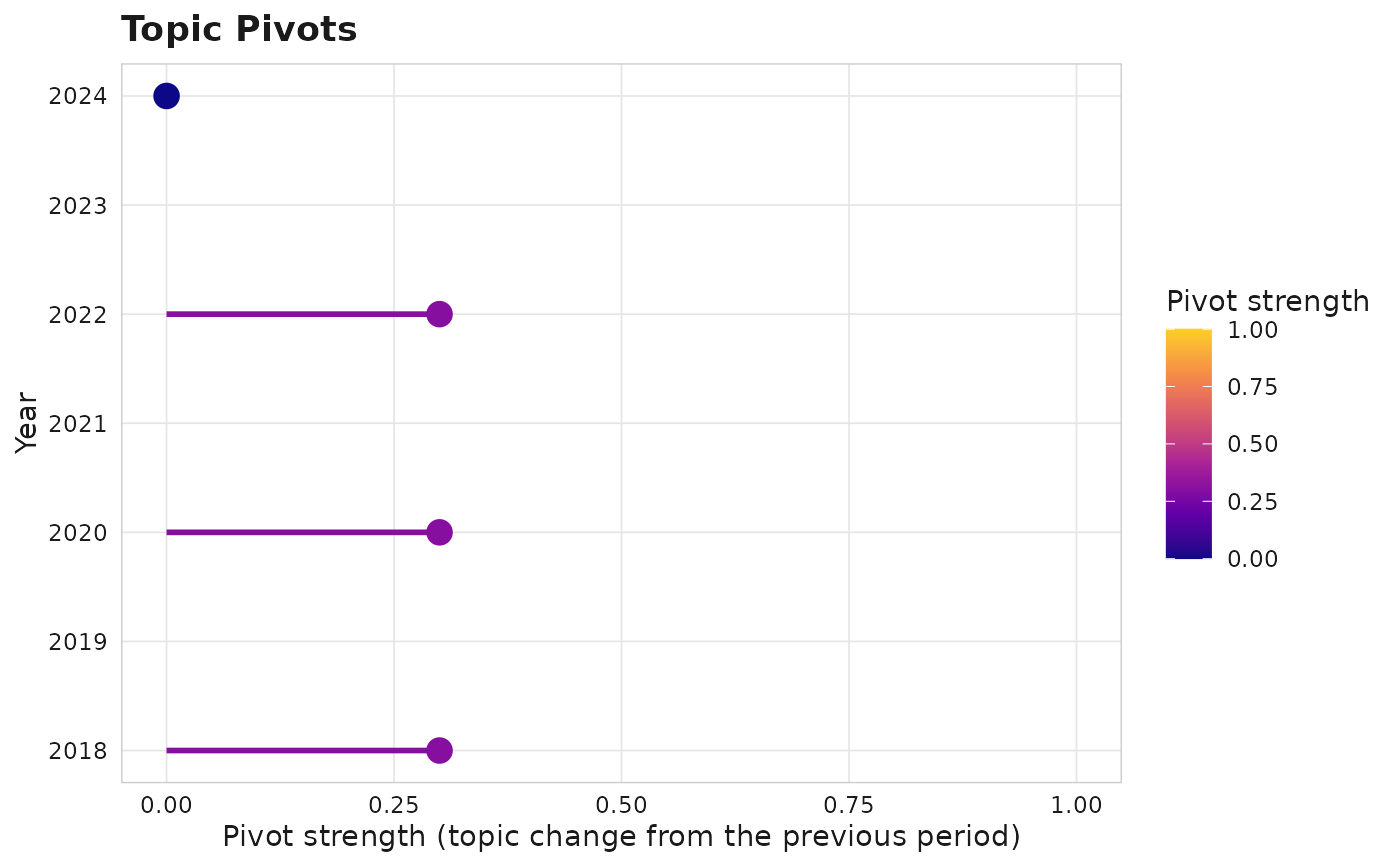 Topic Pivots
2024
2023
2022
2021
2020
2019
2018
Year
0.00 0.25 0.50 0.75 1.00
Pivot strength (topic change from the previous period)
Pivot strength
1.00
0.75
0.50
0.25
0.00